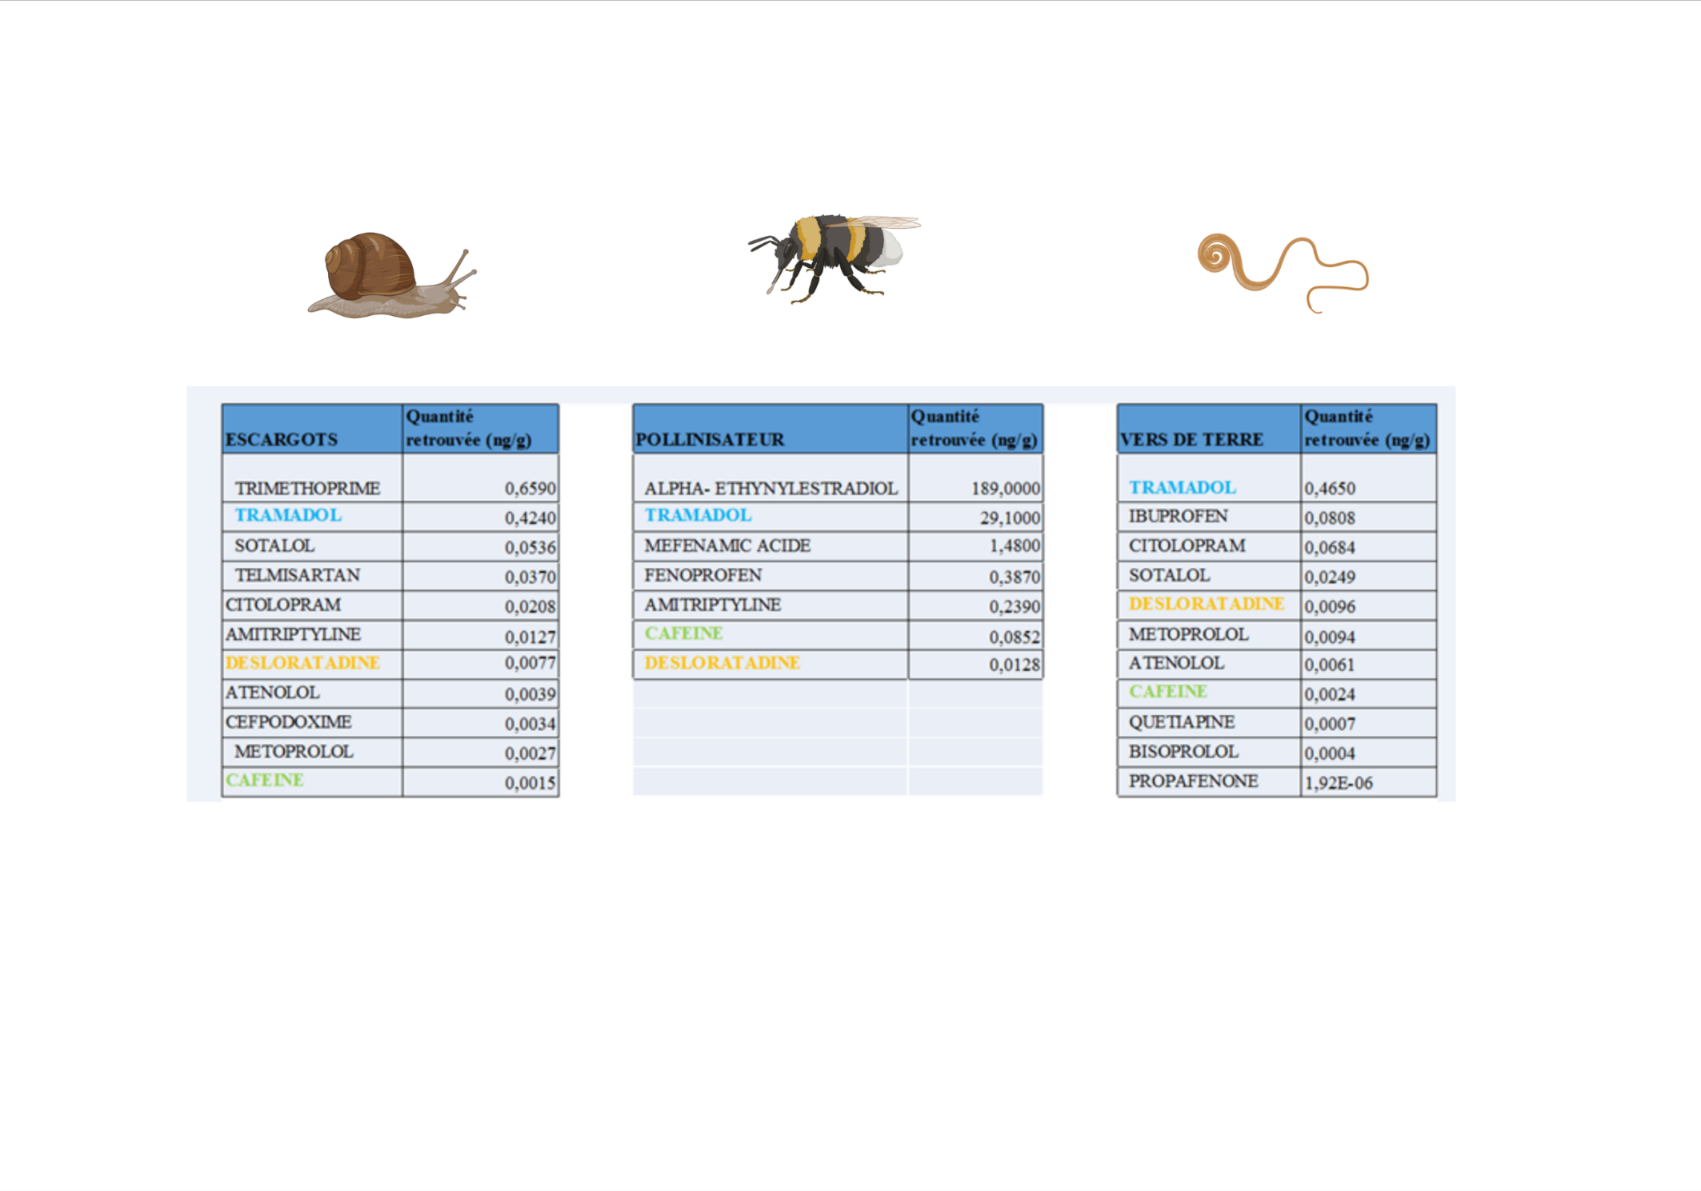 ESCARGOTS Quantité retrouvée (ng/g)
TRIMETHOPRIME 0,6590
TRAMADOL 0,4240
SOTALOL 0,0536
TELMISARTAN 0,0370
CITOLOPRAM 0,0208
AMITRIPTYLINE 0,0127
DESLORATADINE 0,0077
ATENOLOL 0,0039
CEFPODOXIME 0,0034
METOPROLOL 0,0027
CAFEINE 0,0015
POLLINISATEUR Quantité retrouvée (ng/g)
ALPHA- ETHYNYLESTRADIOL 189,0000
TRAMADOL 29,1000
MEFENAMIC ACIDE 1,4800
FENOPROFEN 0,3870
AMITRIPTYLINE 0,2390
CAFEINE 0,0852
DESLORATADINE 0,0128
VERS DE TERRE Quantité retrouvée (ng/g)
TRAMADOL 0,4650
IBUPROFEN 0,0808
CITOLOPRAM 0,0684
SOTALOL 0,0249
DESLORATADINE 0,0096
METOPROLOL 0,0094
ATENOLOL 0,0061
CAFEINE 0,0024
QUETIAPINE 0,0007
BISOPROLOL 0,0004
PROPAFENONE 1,92E-06